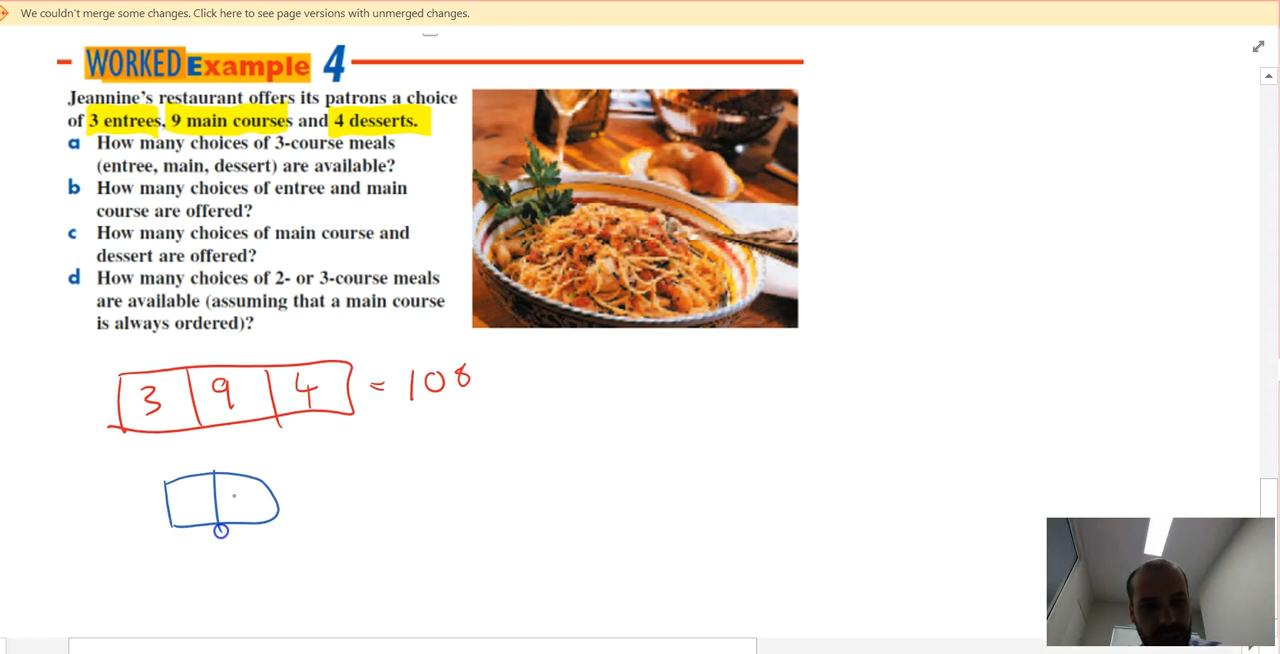 We couldn't merge some changes. Click here to see page versions with unmerged changes.
WORKED Example 4
Jeannine's restaurant offers its patrons a choice
of 3 entrees, 9 main courses and 4 desserts.
a How many choices of 3-course meals
(entree, main, dessert) are available?
b How many choices of entree and main
course are offered?
c How many choices of main course and
dessert are offered?
d How many choices of 2- or 3-course meals
are available (assuming that a main course
is always ordered)?
3 9 4 = 108